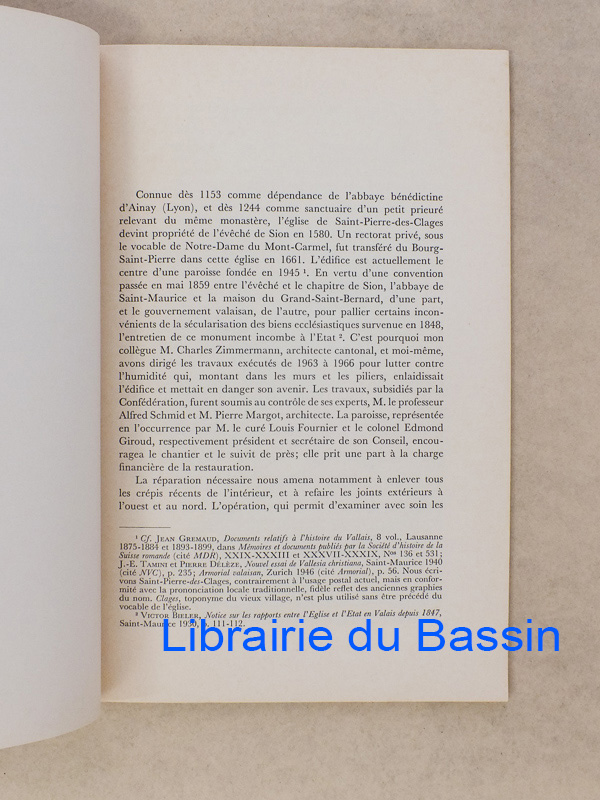 Connue dès 1153 comme dépendance de l'abbaye bénédictine
d'Ainay (Lyon), et dès 1244 comme sanctuaire d'un petit prieuré
relevant du même monastère, l'église de Saint-Pierre-des-Clages
devint propriété de l'évêché de Sion en 1580. Un rectorat privé, sous
le vocable de Notre-Dame du Mont-Carmel, fut transféré du Bourg-
Saint-Pierre dans cette église en 1661. L'édifice est actuellement le
centre d'une paroisse fondée en 1945 ¹. En vertu d'une convention
passée en mai 1859 entre l'évêché et le chapitre de Sion, l'abbaye de
Saint-Maurice et la maison du Grand-Saint-Bernard, d'une part,
et le gouvernement valaisan, de l'autre, pour pallier certains incon-
vénients de la sécularisation des biens ecclésiastiques survenue en 1848,
l'entretien de ce monument incombe à l'Etat ². C'est pourquoi mon
collègue M. Charles Zimmermann, architecte cantonal, et moi-même,
avons dirigé les travaux exécutés de 1963 à 1966 pour lutter contre
l'humidité qui, montant dans les murs et les piliers, enlaidissait
l'édifice et mettait en danger son avenir. Les travaux, subsidiés par la
Confédération, furent soumis au contrôle de ses experts, M. le professeur
Alfred Schmid et M. Pierre Margot, architecte. La paroisse, représentée
en l'occurrence par M. le curé Louis Fournier et le colonel Edmond
Giroud, respectivement président et secrétaire de son Conseil, encou-
ragea le chantier et le suivit de près; elle prit une part à la charge
financière de la restauration.
La réparation nécessaire nous amena notamment à enlever tous
les crépis récents de l'intérieur, et à refaire les joints extérieurs à
l'ouest et au nord. L'opération, qui permit d'examiner avec soin les
¹ Cf. JEAN GREMAUD, Documents relatifs à l'histoire du Vallais, 8 vol., Lausanne
1875-1884 et 1893-1899, dans Mémoires et documents publiés par la Société d'histoire de la
Suisse romande (cité MDR), XXIX-XXXIII et XXXVII-XXXIX, Nos 136 et 531;
J.-E. TAMINI et PIERRE DÉLÈZE, Nouvel essai de Vallesia christiana, Saint-Maurice 1940
(cité NVC), p. 235; Armorial valaisan, Zurich 1946 (cité Armorial), p. 56. Nous écri-
vons Saint-Pierre-des-Clages, contrairement à l'usage postal actuel, mais en confor-
mité avec la prononciation locale traditionnelle, fidèle reflet des anciennes graphies
du nom. Clages, toponyme du vieux village, n'est plus utilisé sans être précédé du
vocable de l'église.
² VICTOR BIELER, Notice sur les rapports entre l'Eglise et l'Etat en Valais depuis 1847,
Saint-Maurice 1930, p. 111-112.
Librairie du Bassin